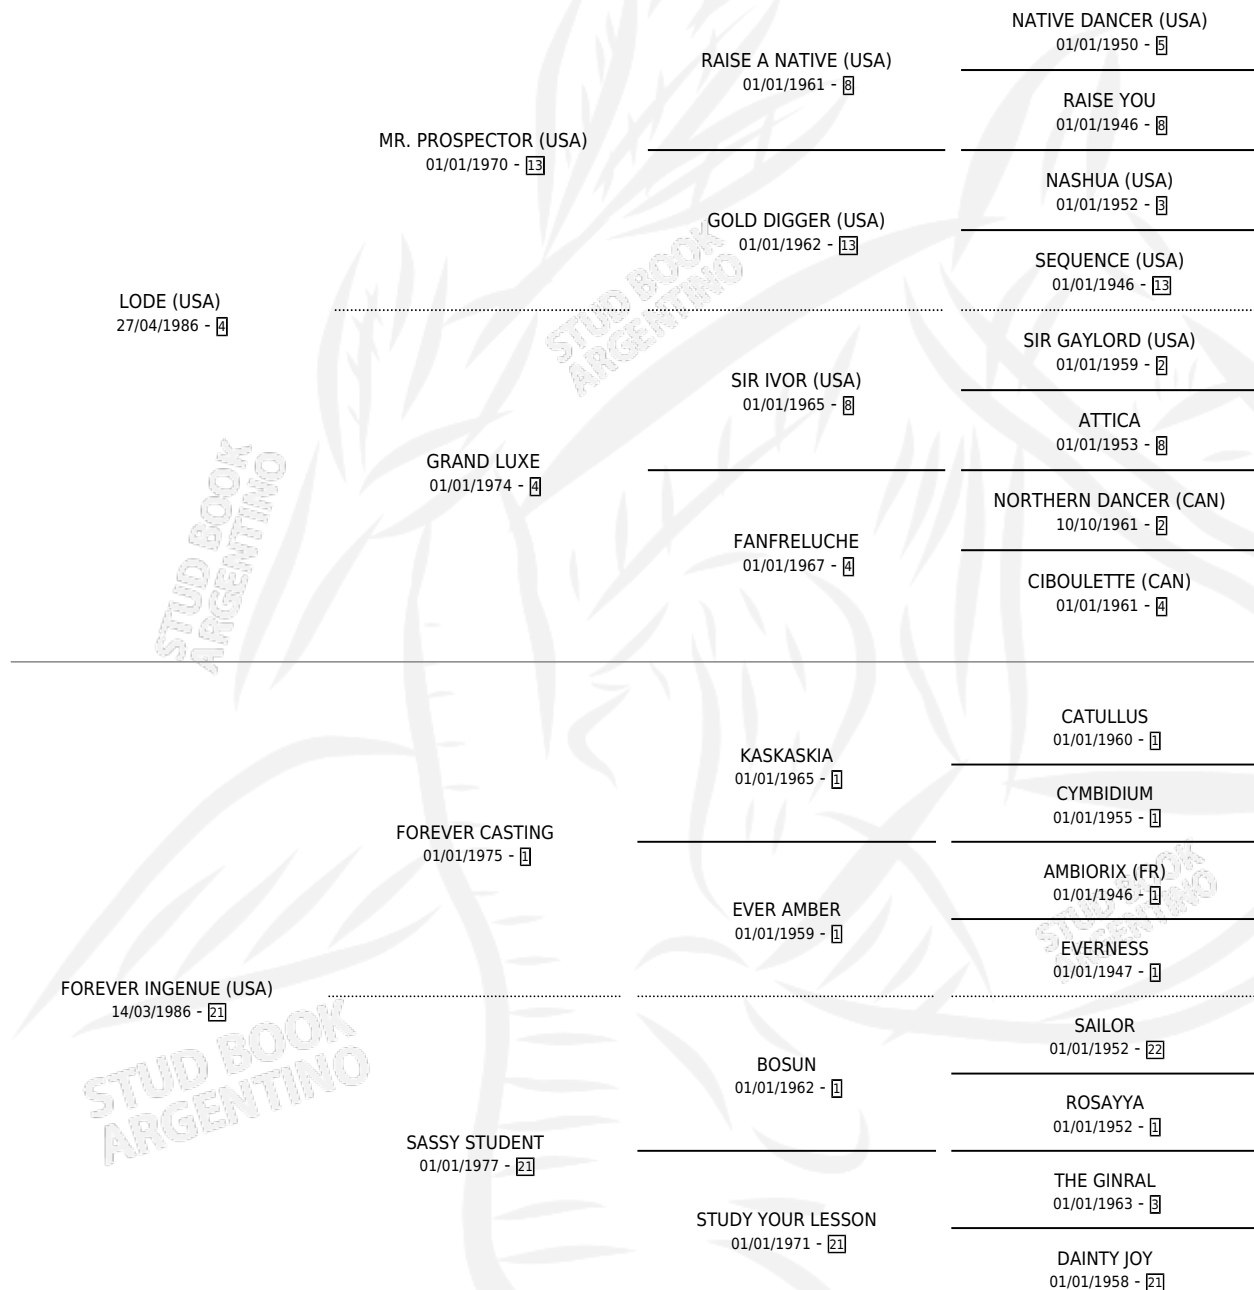 NATIVE DANCER (USA)
01/01/1950 - 5
RAISE A NATIVE (USA)
01/01/1961 - 8
RAISE YOU
01/01/1946 - 8
MR. PROSPECTOR (USA)
01/01/1970 - 13
NASHUA (USA)
01/01/1952 - 3
GOLD DIGGER (USA)
01/01/1962 - 13
SEQUENCE (USA)
01/01/1946 - 13
LODE (USA)
27/04/1986 - 4
SIR GAYLORD (USA)
01/01/1959 - 2
SIR IVOR (USA)
01/01/1965 - 8
ATTICA
01/01/1953 - 8
GRAND LUXE
01/01/1974 - 4
NORTHERN DANCER (CAN)
10/10/1961 - 2
FANFRELUCHE
01/01/1967 - 4
CIBOULETTE (CAN)
01/01/1961 - 4
CATULLUS
01/01/1960 - 1
KASKASKIA
01/01/1965 - 1
CYMBIDIUM
01/01/1955 - 1
FOREVER CASTING
01/01/1975 - 1
AMBIORIX (FR)
01/01/1946 - 1
EVER AMBER
01/01/1959 - 1
EVERNESS
01/01/1947 - 1
FOREVER INGENUE (USA)
14/03/1986 - 21
SAILOR
01/01/1952 - 22
BOSUN
01/01/1962 - 1
ROSAYYA
01/01/1952 - 1
SASSY STUDENT
01/01/1977 - 21
THE GINRAL
01/01/1963 - 3
STUDY YOUR LESSON
01/01/1971 - 21
DAINTY JOY
01/01/1958 - 21
STUD BOOK
ARGENTINO
STUD BOOK
ARGENTINO
STUD BOOK
ARGENTINO
STUD BOOK
ARGENTINO